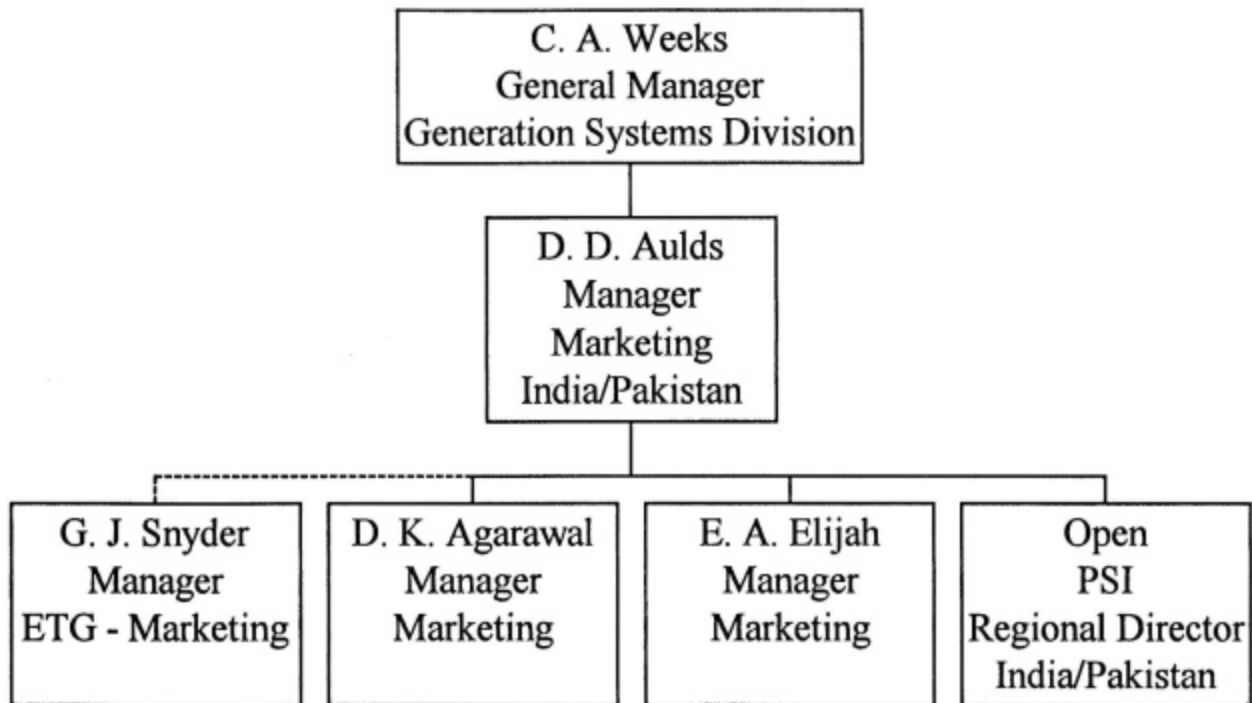 C. A. Weeks
General Manager
Generation Systems Division
D. D. Aulds
Manager
Marketing
India/Pakistan
G. J. Snyder
Manager
ETG - Marketing
D. K. Agarawal
Manager
Marketing
E. A. Elijah
Manager
Marketing
Open
PSI
Regional Director
India/Pakistan